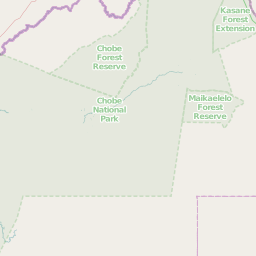 Kasane
Forest
Extension
Chobe
Forest
Reserve
Chobe
National
Park
Maikaelelo
Forest
Reserve